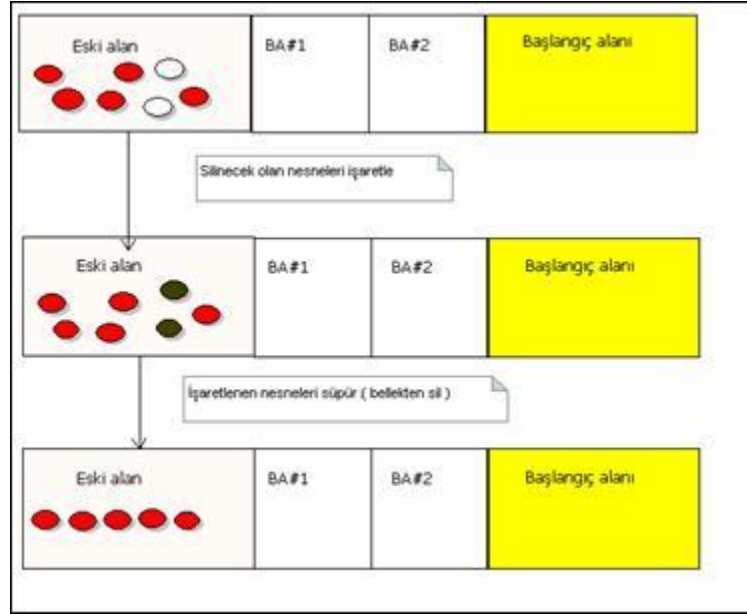 Eski alan
BA#1
BA#2
Başlangıç alanı
Silinecek olan nesneleri işaretle
Eski alan
BA#1
BA#2
Başlangıç alanı
İşaretlenen nesneleri süpür ( bellekten sil )
Eski alan
BA#1
BA#2
Başlangıç alanı